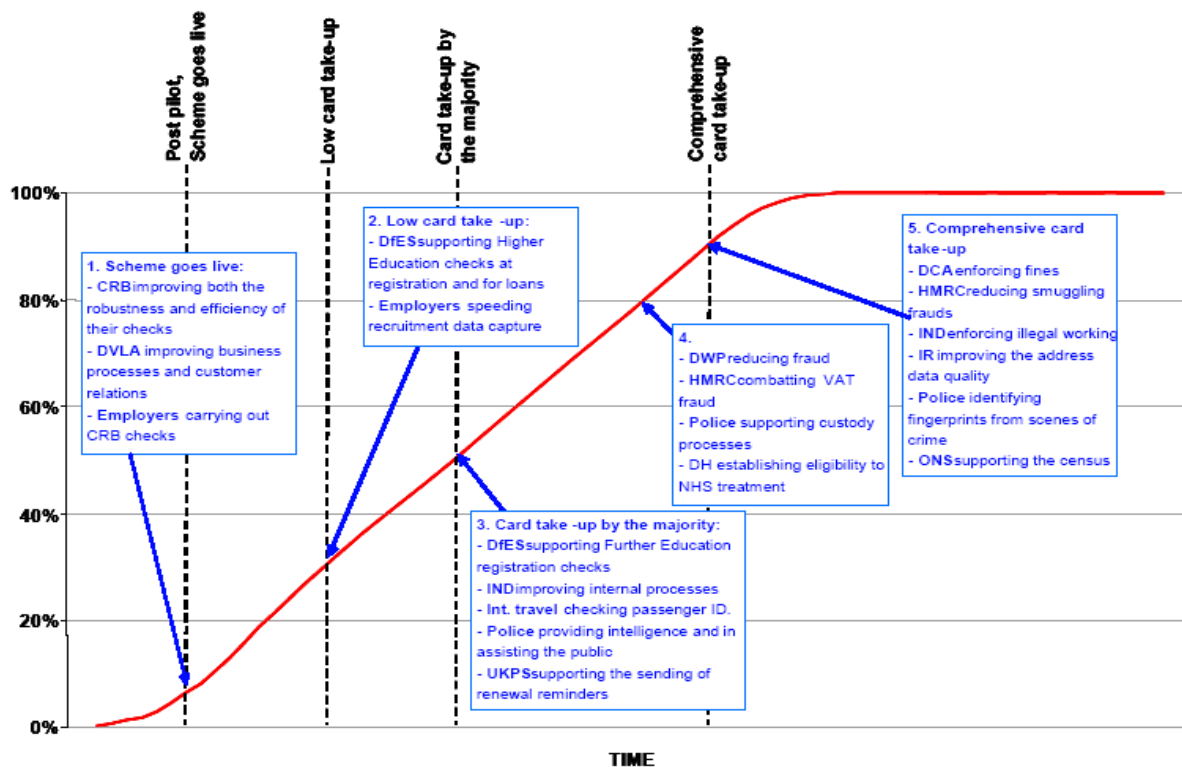 Post pilot,
Scheme goes live
Low card take-up
Card take-up by
the majority
Comprehensive
card take-up
100%
80%
60%
40%
20%
0%
1. Scheme goes live:
- CRBimproving both the
robustness and efficiency of
their checks
- DVLA improving business
processes and customer
relations
- Employers carrying out
CRB checks
2. Low card take -up:
- DfESsupporting Higher
Education checks at
registration and for loans
- Employers speeding
recruitment data capture
3. Card take -up by the majority:
- DfESsupporting Further Education
registration checks
- INDimproving internal processes
- Int. travel checking passenger ID.
- Police providing intelligence and in
assisting the public
- UKPSsupporting the sending of
renewal reminders
4.
- DWPreducing fraud
- HMRCcombatting VAT
fraud
- Police supporting custody
processes
- DH establishing eligibility to
NHS treatment
5. Comprehensive card
take-up
- DCAenforcing fines
- HMRCreducing smuggling
frauds
- INDenforcing illegal working
- IR improving the address
data quality
- Police identifying
fingerprints from scenes of
crime
- ONSsupporting the census
TIME